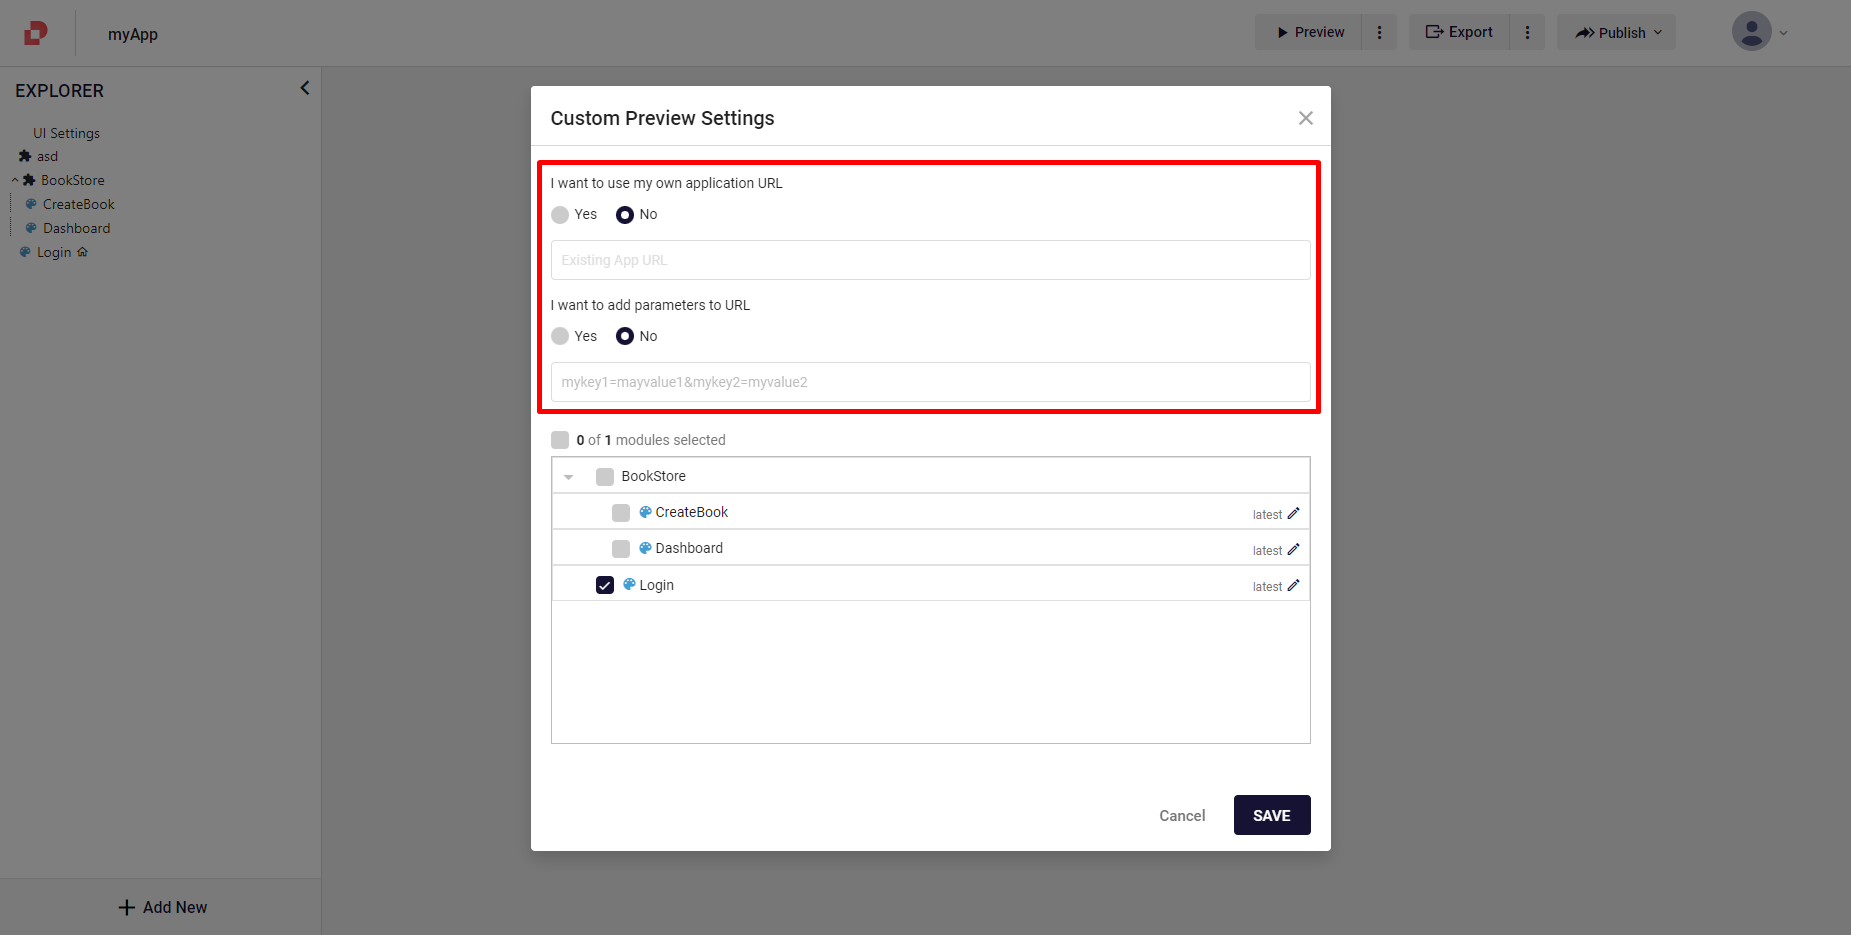 myApp
Preview
Export
Publish
EXPLORER
UI Settings
asd
BookStore
CreateBook
Dashboard
Login
Add New
Custom Preview Settings
I want to use my own application URL
Yes No
Existing App URL
I want to add parameters to URL
Yes No
mykey1=mayvalue1&mykey2=myvalue2
0 of 1 modules selected
BookStore
CreateBook latest
Dashboard latest
Login latest
Cancel SAVE